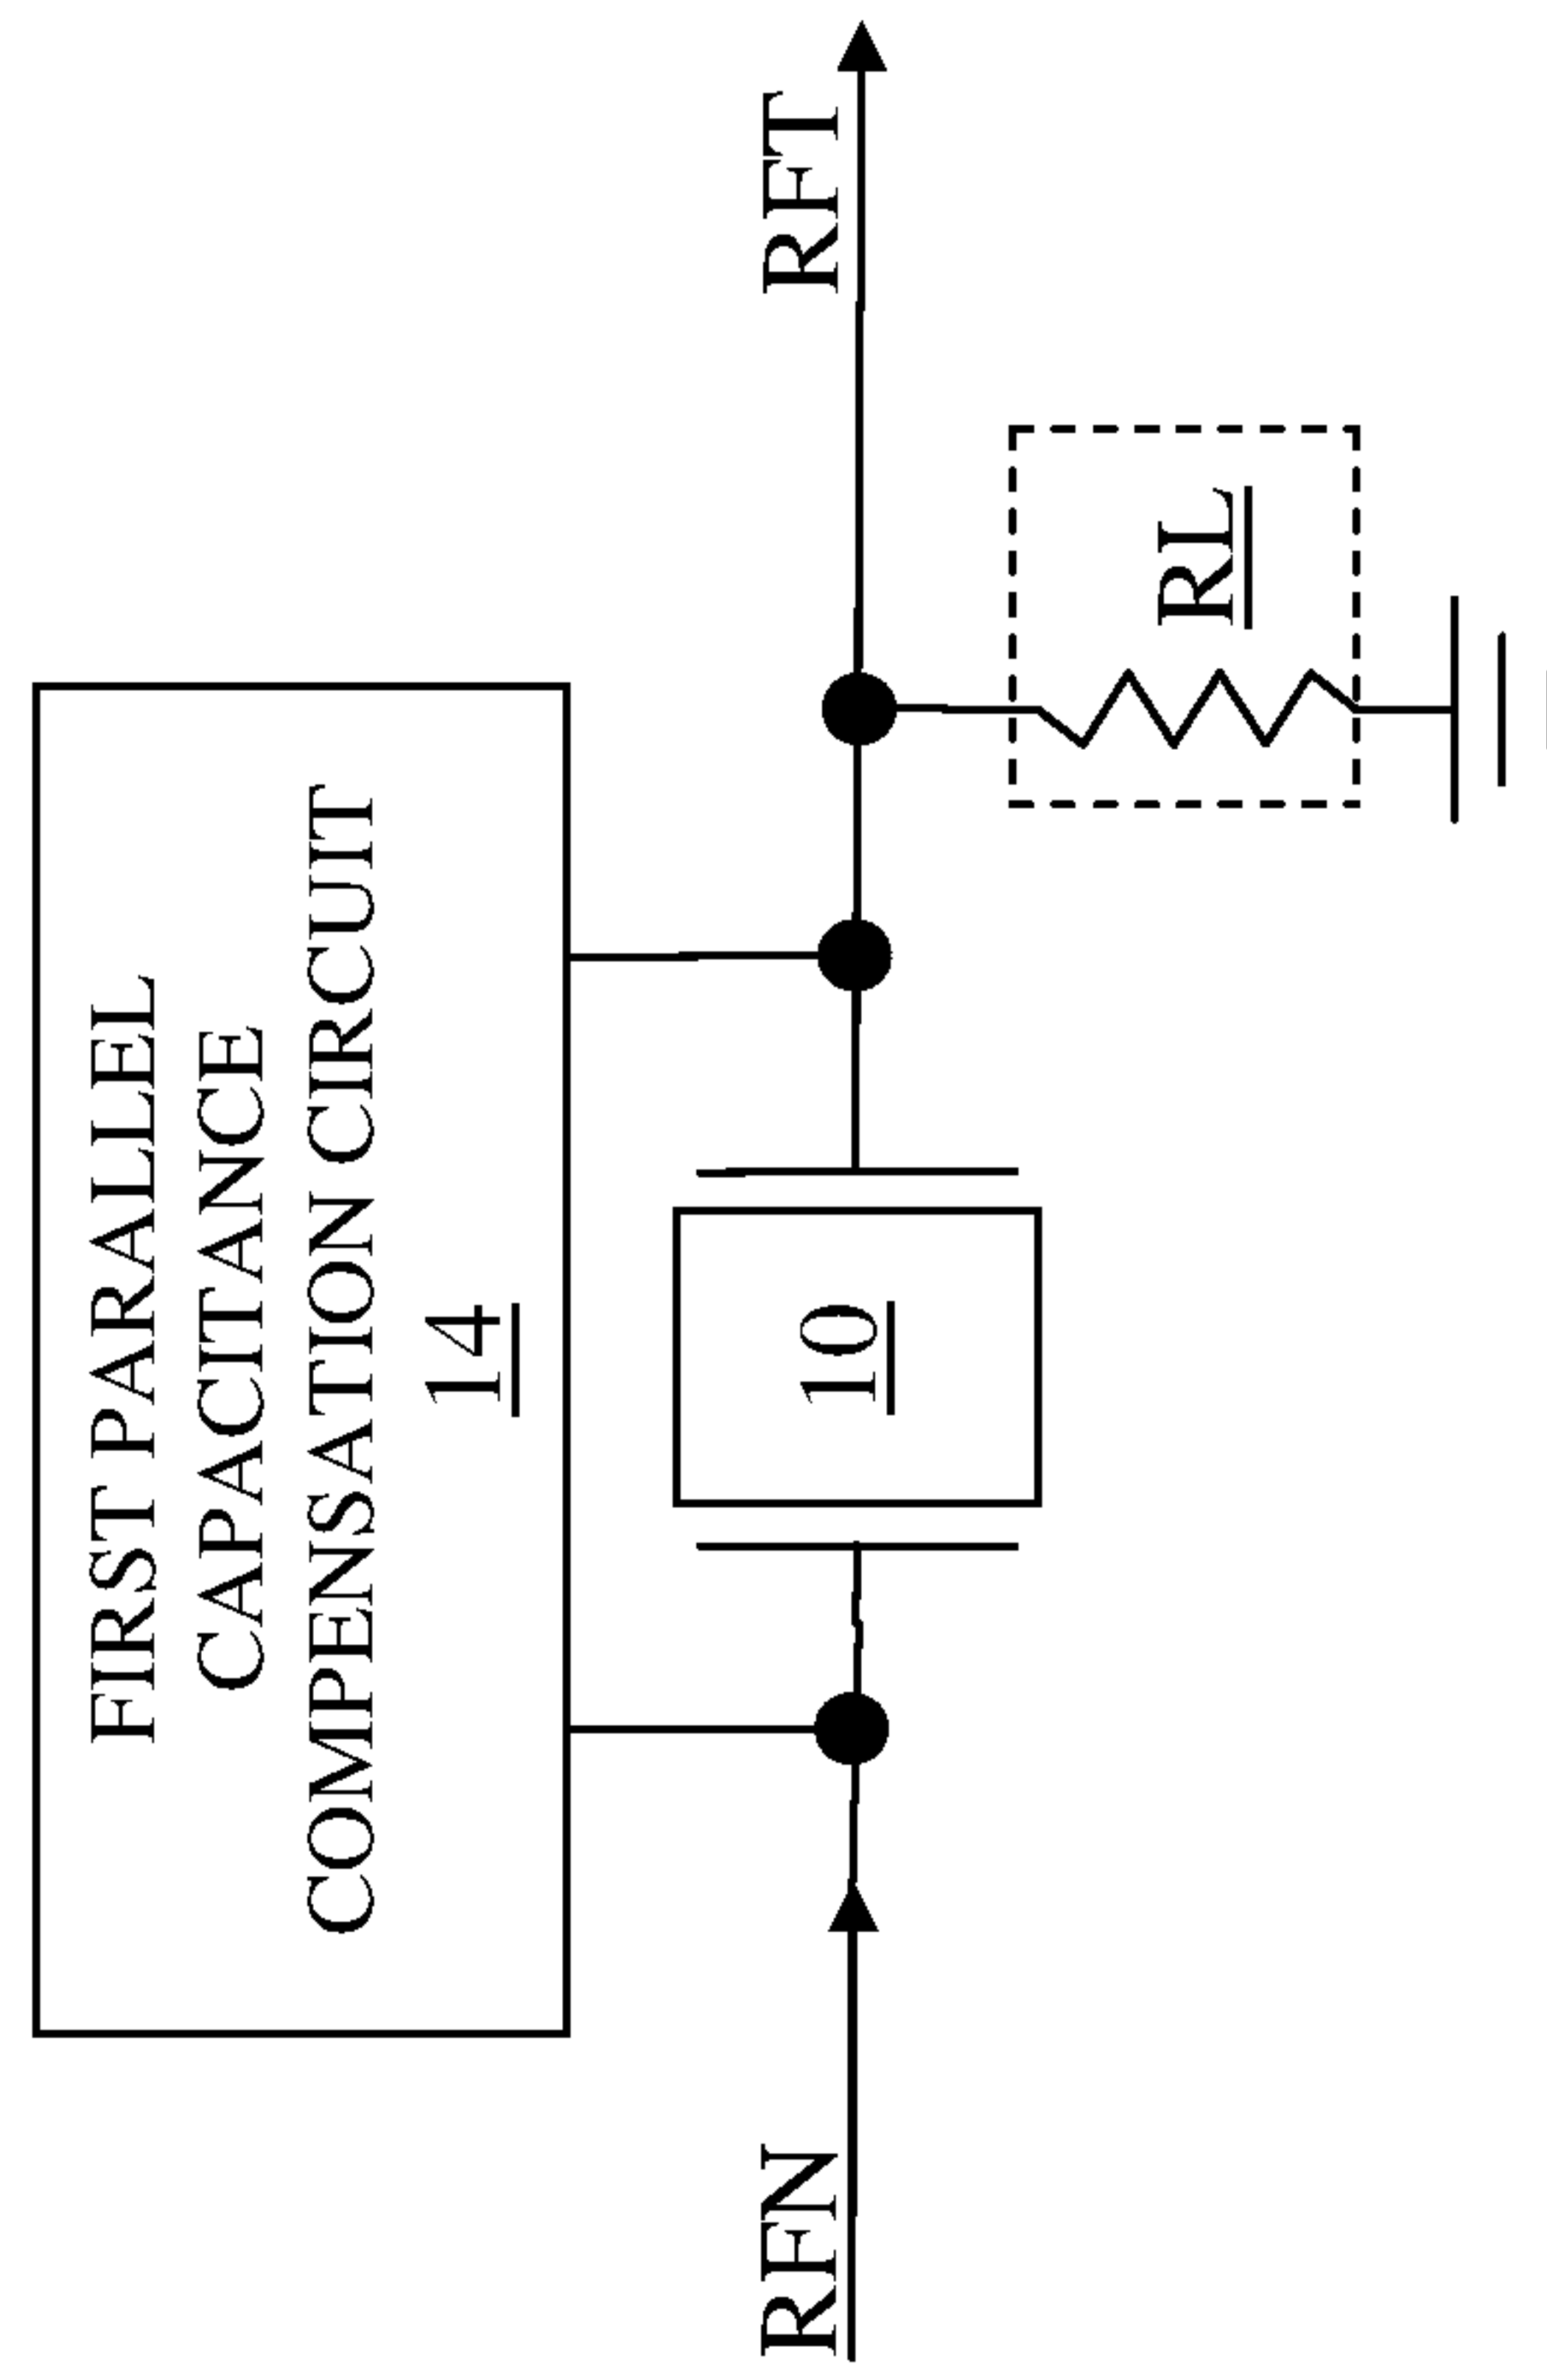 FIRST PARALLEL
CAPACITANCE
COMPENSATION CIRCUIT
14
RFN
10
RFT
RL